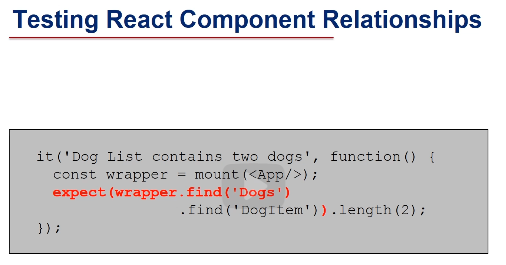 Testing React Component Relationships
it('Dog List contains two dogs', function() {
const wrapper = mount(<App/>);
expect(wrapper.find('Dogs')
.find('DogItem')).length(2);
});